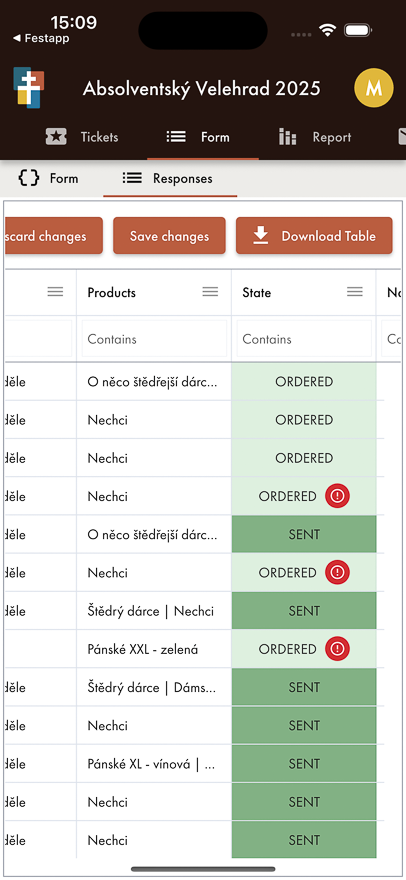 15:09
◀ Festapp
Absolventský Velehrad 2025
M
Tickets
Form
Report
Form
Responses
scard changes
Save changes
Download Table
Products
State
Contains
Contains
děle
O něco štědřejší dárc...
ORDERED
děle
Nechci
ORDERED
děle
Nechci
ORDERED
děle
Nechci
ORDERED
děle
O něco štědřejší dárc...
SENT
děle
Nechci
ORDERED
děle
Štědrý dárce | Nechci
SENT
Pánské XXL - zelená
ORDERED
děle
Štědrý dárce | Dáms...
SENT
děle
Nechci
SENT
děle
Pánské XL - vínová | ...
SENT
děle
Nechci
SENT
děle
Nechci
SENT